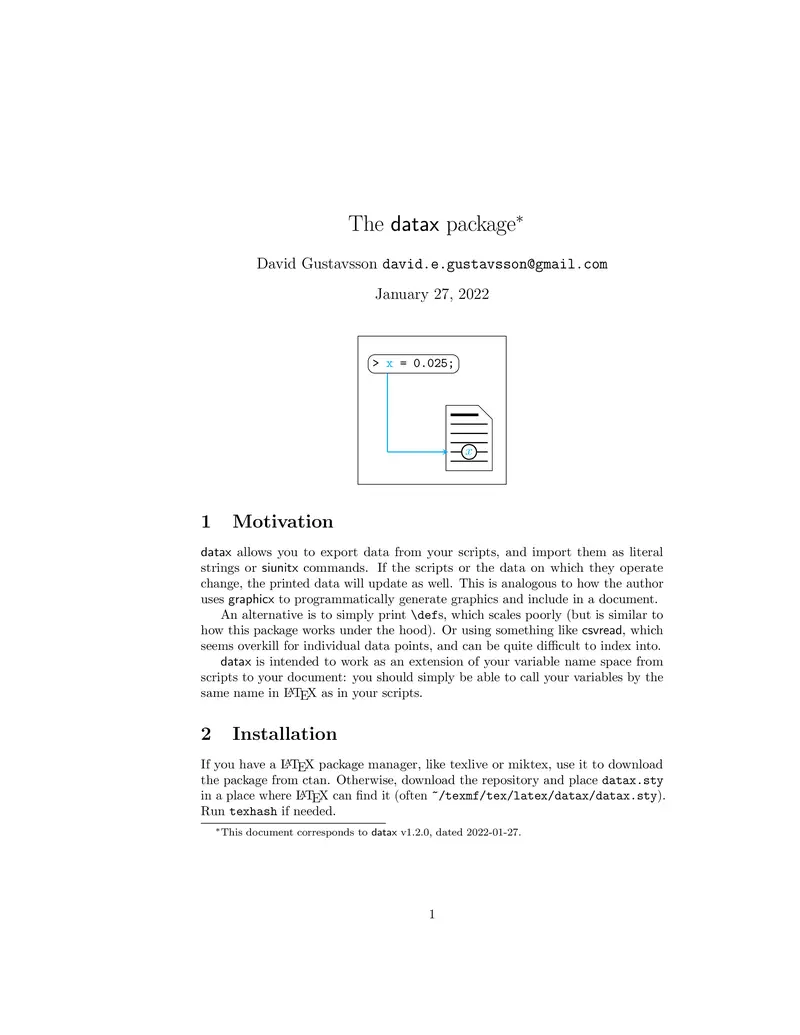 The datax package*
David Gustavsson david.e.gustavsson@gmail.com
January 27, 2022
> x = 0.025;
x
1 Motivation
datax allows you to export data from your scripts, and import them as literal
strings or siunitx commands. If the scripts or the data on which they operate
change, the printed data will update as well. This is analogous to how the author
uses graphicx to programmatically generate graphics and include in a document.
An alternative is to simply print \defs, which scales poorly (but is similar to
how this package works under the hood). Or using something like csvread, which
seems overkill for individual data points, and can be quite difficult to index into.
datax is intended to work as an extension of your variable name space from
scripts to your document: you should simply be able to call your variables by the
same name in LATEX as in your scripts.
2 Installation
If you have a LATEX package manager, like texlive or miktex, use it to download
the package from ctan. Otherwise, download the repository and place datax.sty
in a place where LATEX can find it (often ~/texmf/tex/latex/datax/datax.sty).
Run texhash if needed.
*This document corresponds to datax v1.2.0, dated 2022-01-27.
1